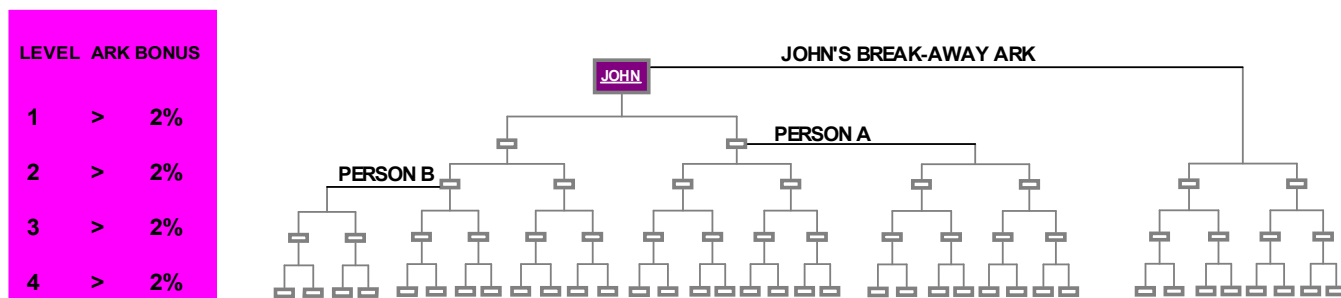 LEVEL ARK BONUS
1 > 2%
2 > 2%
3 > 2%
4 > 2%
JOHN'S BREAK-AWAY ARK
JOHN
PERSON A
PERSON B